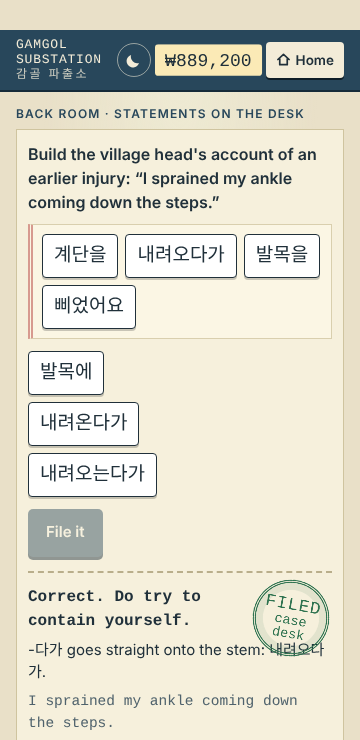 GAMGOL
SUBSTATION
감골 파출소
₩889,200
Home
BACK ROOM · STATEMENTS ON THE DESK
Build the village head's account of an
earlier injury: “I sprained my ankle
coming down the steps.”
계단을 내려오다가 발목을
삐었어요
발목에
내려온다가
내려오는다가
File it
Correct. Do try to
contain yourself.
FILED
case
desk
-다가 goes straight onto the stem: 내려오다
가.
I sprained my ankle coming down
the steps.